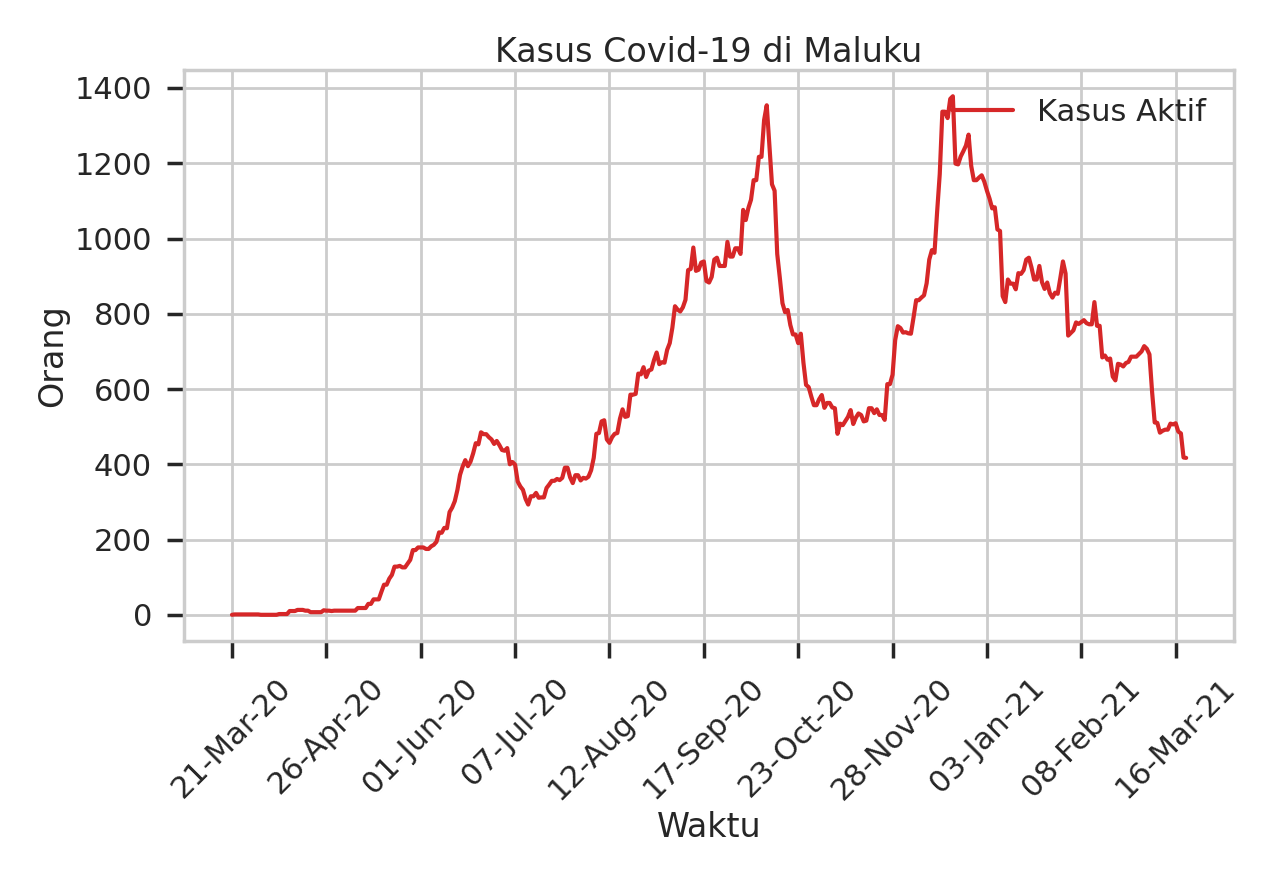 Kasus Covid-19 di Maluku
Kasus Aktif
1400
1200
1000
800
600
400
200
0
Orang
21-Mar-20
26-Apr-20
01-Jun-20
07-Jul-20
12-Aug-20
17-Sep-20
23-Oct-20
28-Nov-20
03-Jan-21
08-Feb-21
16-Mar-21
Waktu